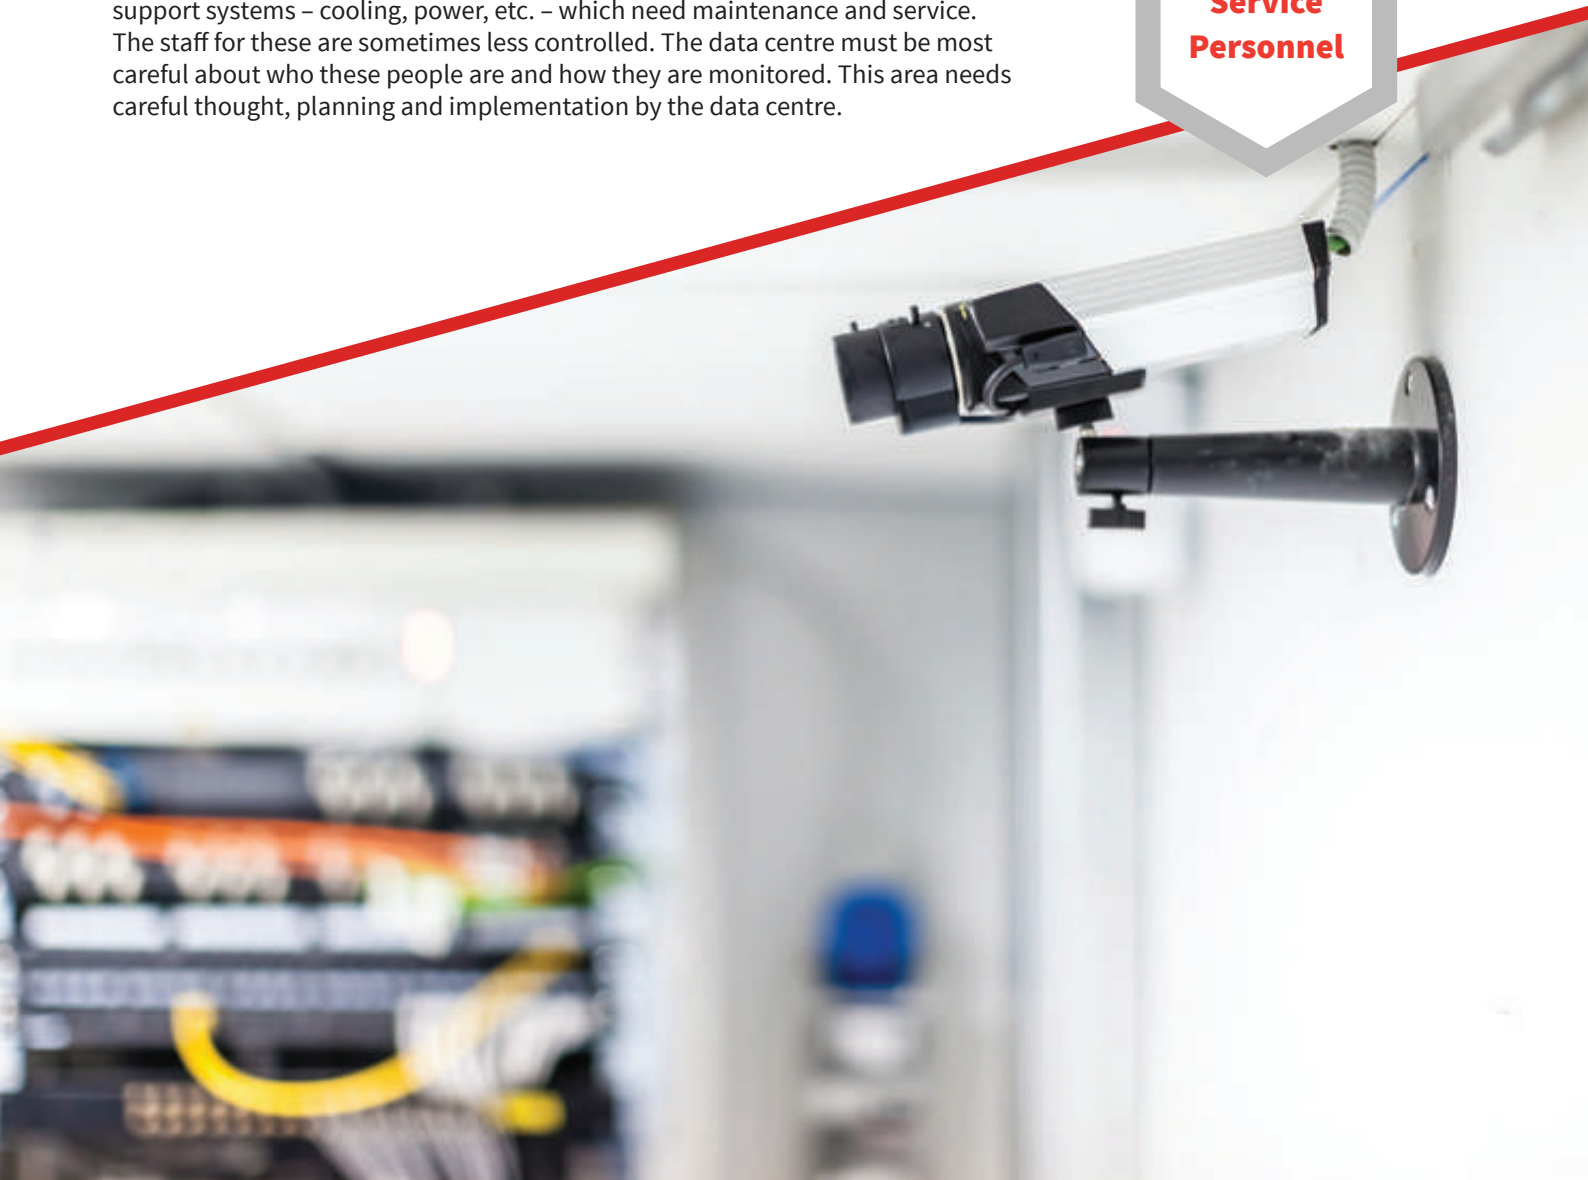 support systems – cooling, power, etc. – which need maintenance and service.
The staff for these are sometimes less controlled. The data centre must be most
careful about who these people are and how they are monitored. This area needs
careful thought, planning and implementation by the data centre.
Service
Personnel